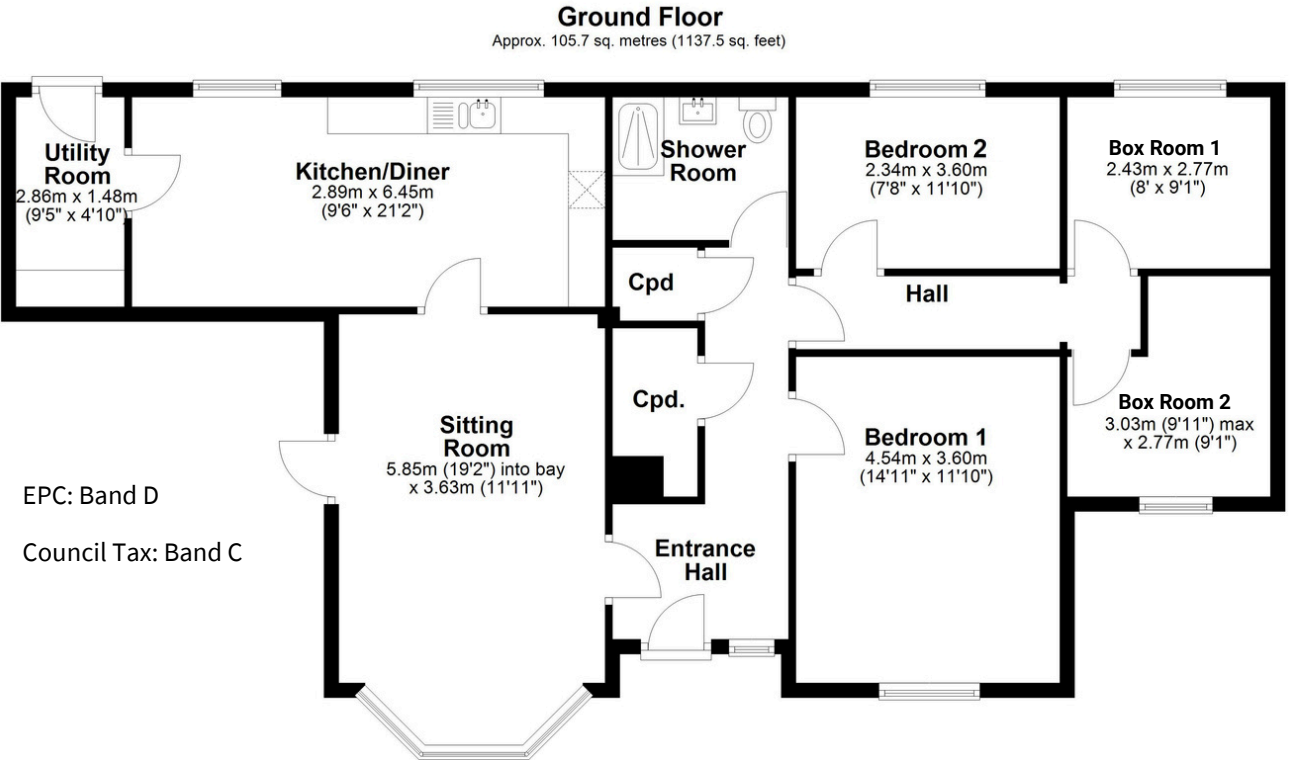 Ground Floor
Approx. 105.7 sq. metres (1137.5 sq. feet)
Utility
Room
2.86m x 1.48m
(9'5" x 4'10")
Kitchen/Diner
2.89m x 6.45m
(9'6" x 21'2")
Shower
Room
Bedroom 2
2.34m x 3.60m
(7'8" x 11'10")
Box Room 1
2.43m x 2.77m
(8' x 9'1")
Cpd
Hall
Cpd.
Sitting
Room
5.85m (19'2") into bay
x 3.63m (11'11")
Bedroom 1
4.54m x 3.60m
(14'11" x 11'10")
Box Room 2
3.03m (9'11") max
x 2.77m (9'1")
Entrance
Hall
EPC: Band D
Council Tax: Band C